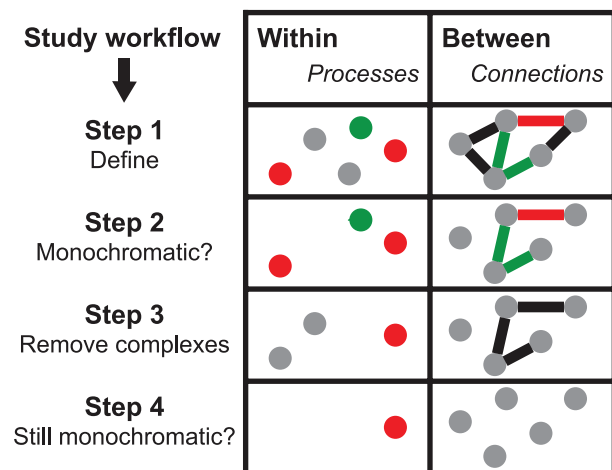 Study workflow
Within
Processes
Between
Connections
Step 1
Define
Step 2
Monochromatic?
Step 3
Remove complexes
Step 4
Still monochromatic?